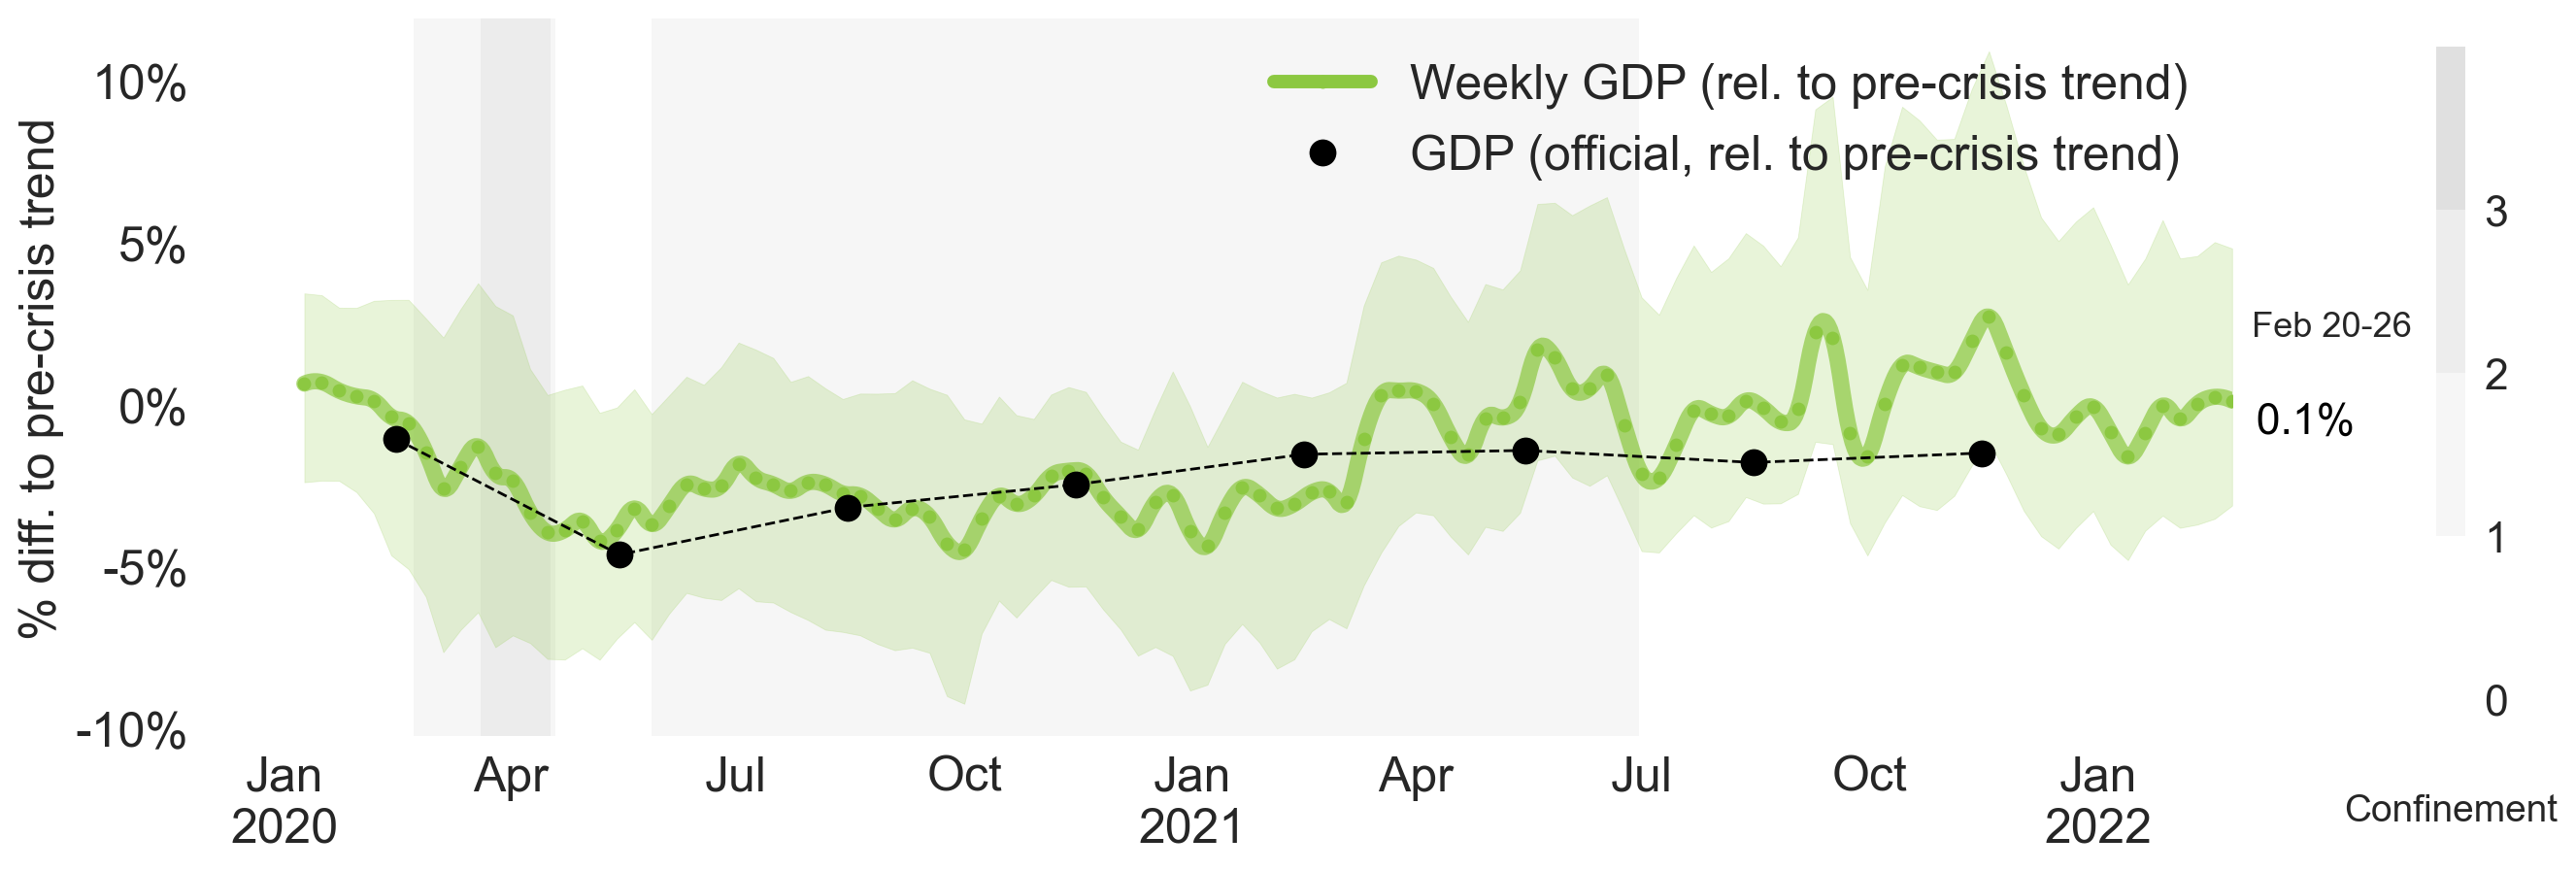 Weekly GDP (rel. to pre-crisis trend)
GDP (official, rel. to pre-crisis trend)
% diff. to pre-crisis trend
10%
5%
0%
-5%
-10%
Jan
2020
Apr
Jul
Oct
Jan
2021
Apr
Jul
Oct
Jan
2022
Feb 20-26
0.1%
3
2
1
0
Confinement